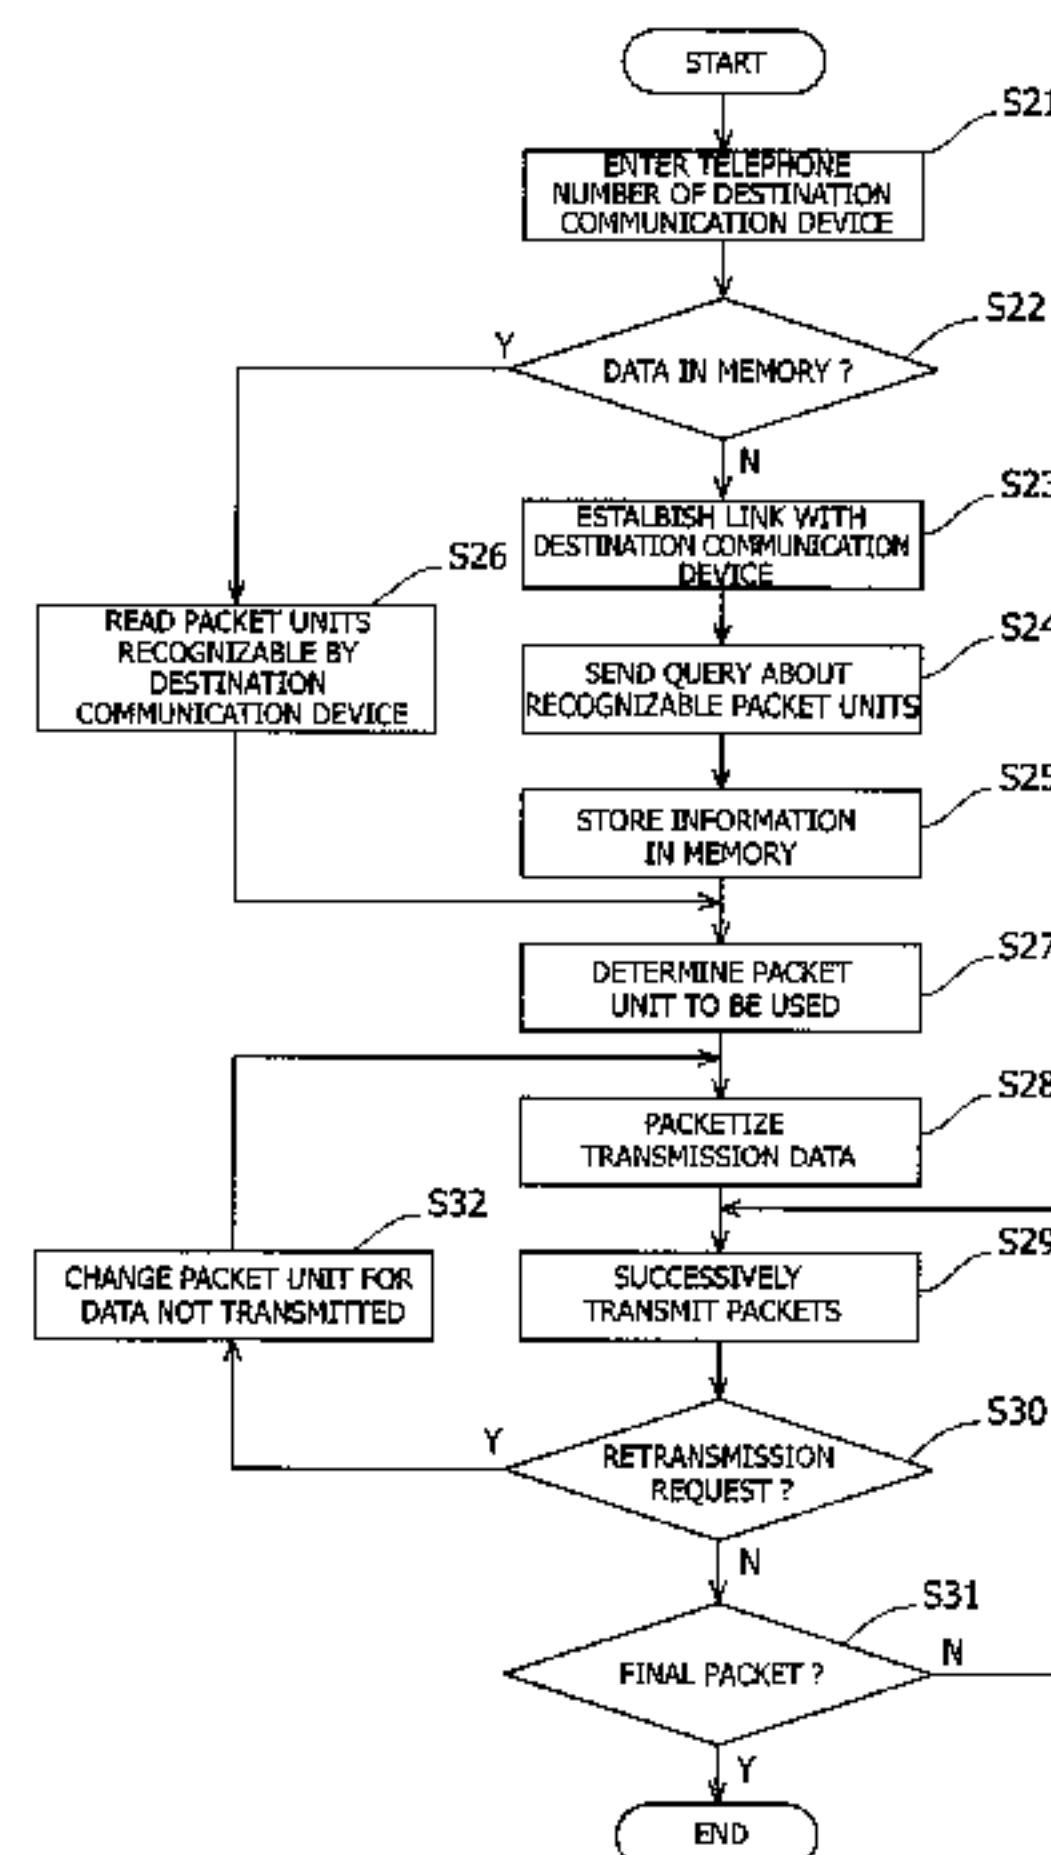 START
S21
ENTER TELEPHONE
NUMBER OF DESTINATION
COMMUNICATION DEVICE
S22
Y
DATA IN MEMORY ?
N
S23
ESTALBISH LINK WITH
DESTINATION COMMUNICATION
DEVICE
S26
READ PACKET UNITS
RECOGNIZABLE BY
DESTINATION
COMMUNICATION DEVICE
S24
SEND QUERY ABOUT
RECOGNIZABLE PACKET UNITS
S25
STORE INFORMATION
IN MEMORY
S27
DETERMINE PACKET
UNIT TO BE USED
S28
PACKETIZE
TRANSMISSION DATA
S32
CHANGE PACKET UNIT FOR
DATA NOT TRANSMITTED
S29
SUCCESSIVELY
TRANSMIT PACKETS
S30
Y
RETRANSMISSION
REQUEST ?
N
S31
FINAL PACKET ?
N
Y
END